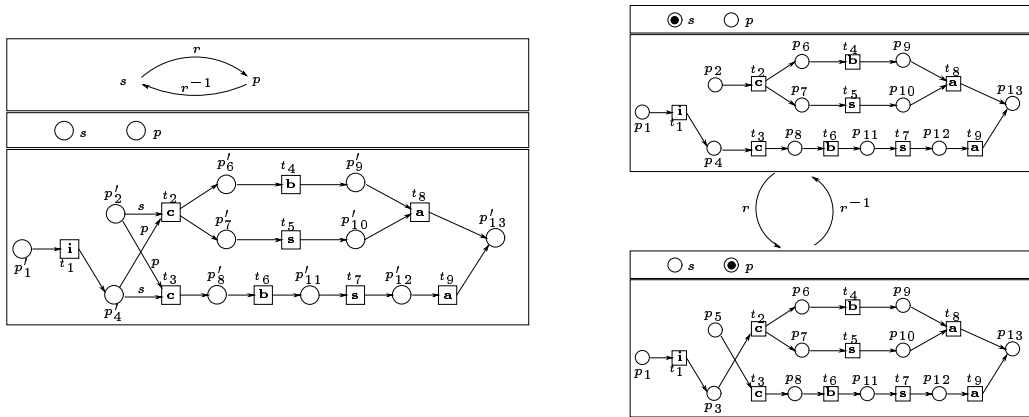 r
s r⁻¹ p
s p
p′₆ t₄ p′₉
b
p′₂ t₂ t₈
s c a
p p′₇ t₅ p′₁₀ p′₁₃
s
i
p′₁ t₁ p
t₃ p′₈ t₆ p′₁₁ t₇ p′₁₂ t₉
s c b s a
p′₄
s p
p₆ t₄ p₉
b
p₂ t₂ t₈
c a
p₇ t₅ p₁₀ p₁₃
s
p₁ i
t₁ t₃ p₈ t₆ p₁₁ t₇ p₁₂ t₉
c b s a
p₄
r r⁻¹
s p
p₆ t₄ p₉
b
p₅ t₂ t₈
c a
p₇ t₅ p₁₀ p₁₃
s
i
p₁ t₁
t₃ p₈ t₆ p₁₁ t₇ p₁₂ t₉
c b s a
p₃